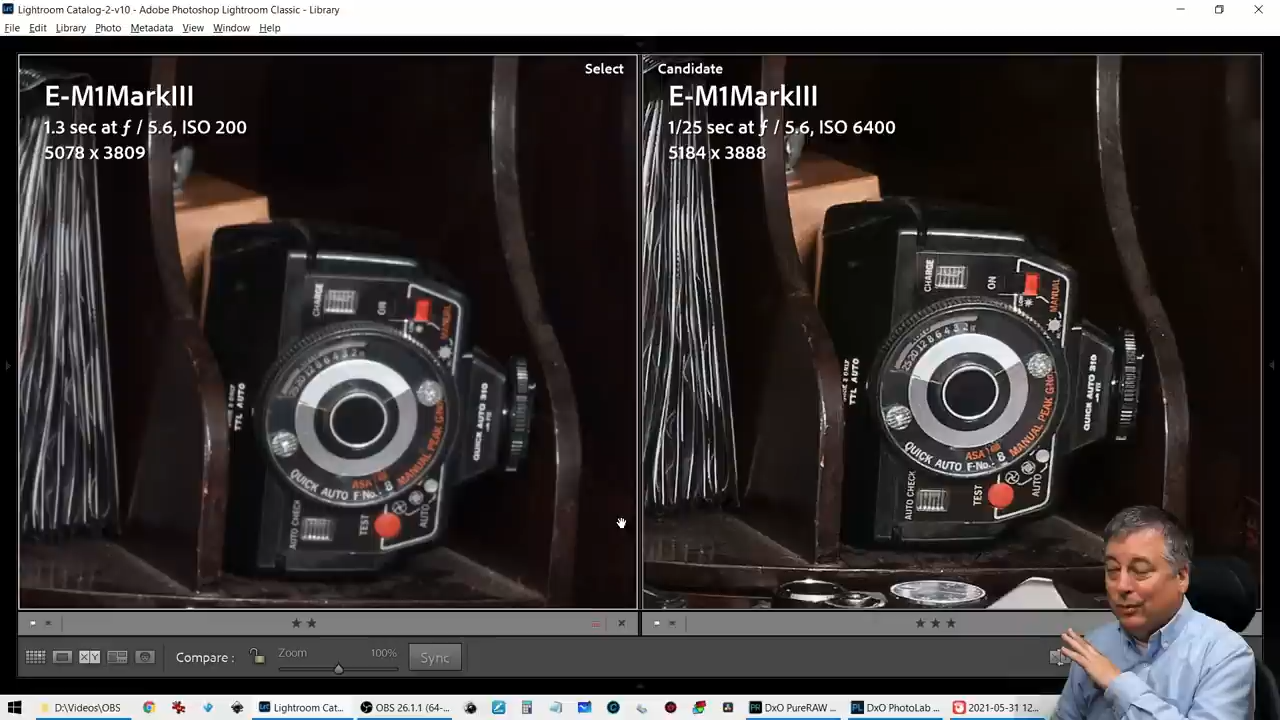 Lightroom Catalog-2-v10 - Adobe Photoshop Lightroom Classic - Library
File Edit Library Photo Metadata View Window Help
Select
E-M1MarkIII
1.3 sec at ƒ / 5.6, ISO 200
5078 x 3809
CHARGE
ON
MANUAL
TTL AUTO
QUICK AUTO 310
MANUAL PEAK GNo
ASA
QUICK AUTO F-No. 8
AUTO CHECK
TEST
AUTO
Candidate
E-M1MarkIII
1/25 sec at ƒ / 5.6, ISO 6400
5184 x 3888
CHARGE
ON
MANUAL
TTL AUTO
QUICK AUTO 310
MANUAL PEAK GNo
ASA
QUICK AUTO F-No. 8
AUTO CHECK
TEST
AUTO
XY
Compare :
Zoom
100%
Sync
D:\Videos\OBS
Lightroom Cat...
OBS 26.1.1 (64-...
DxO PureRAW ...
DxO PhotoLab ...
2021-05-31 12...